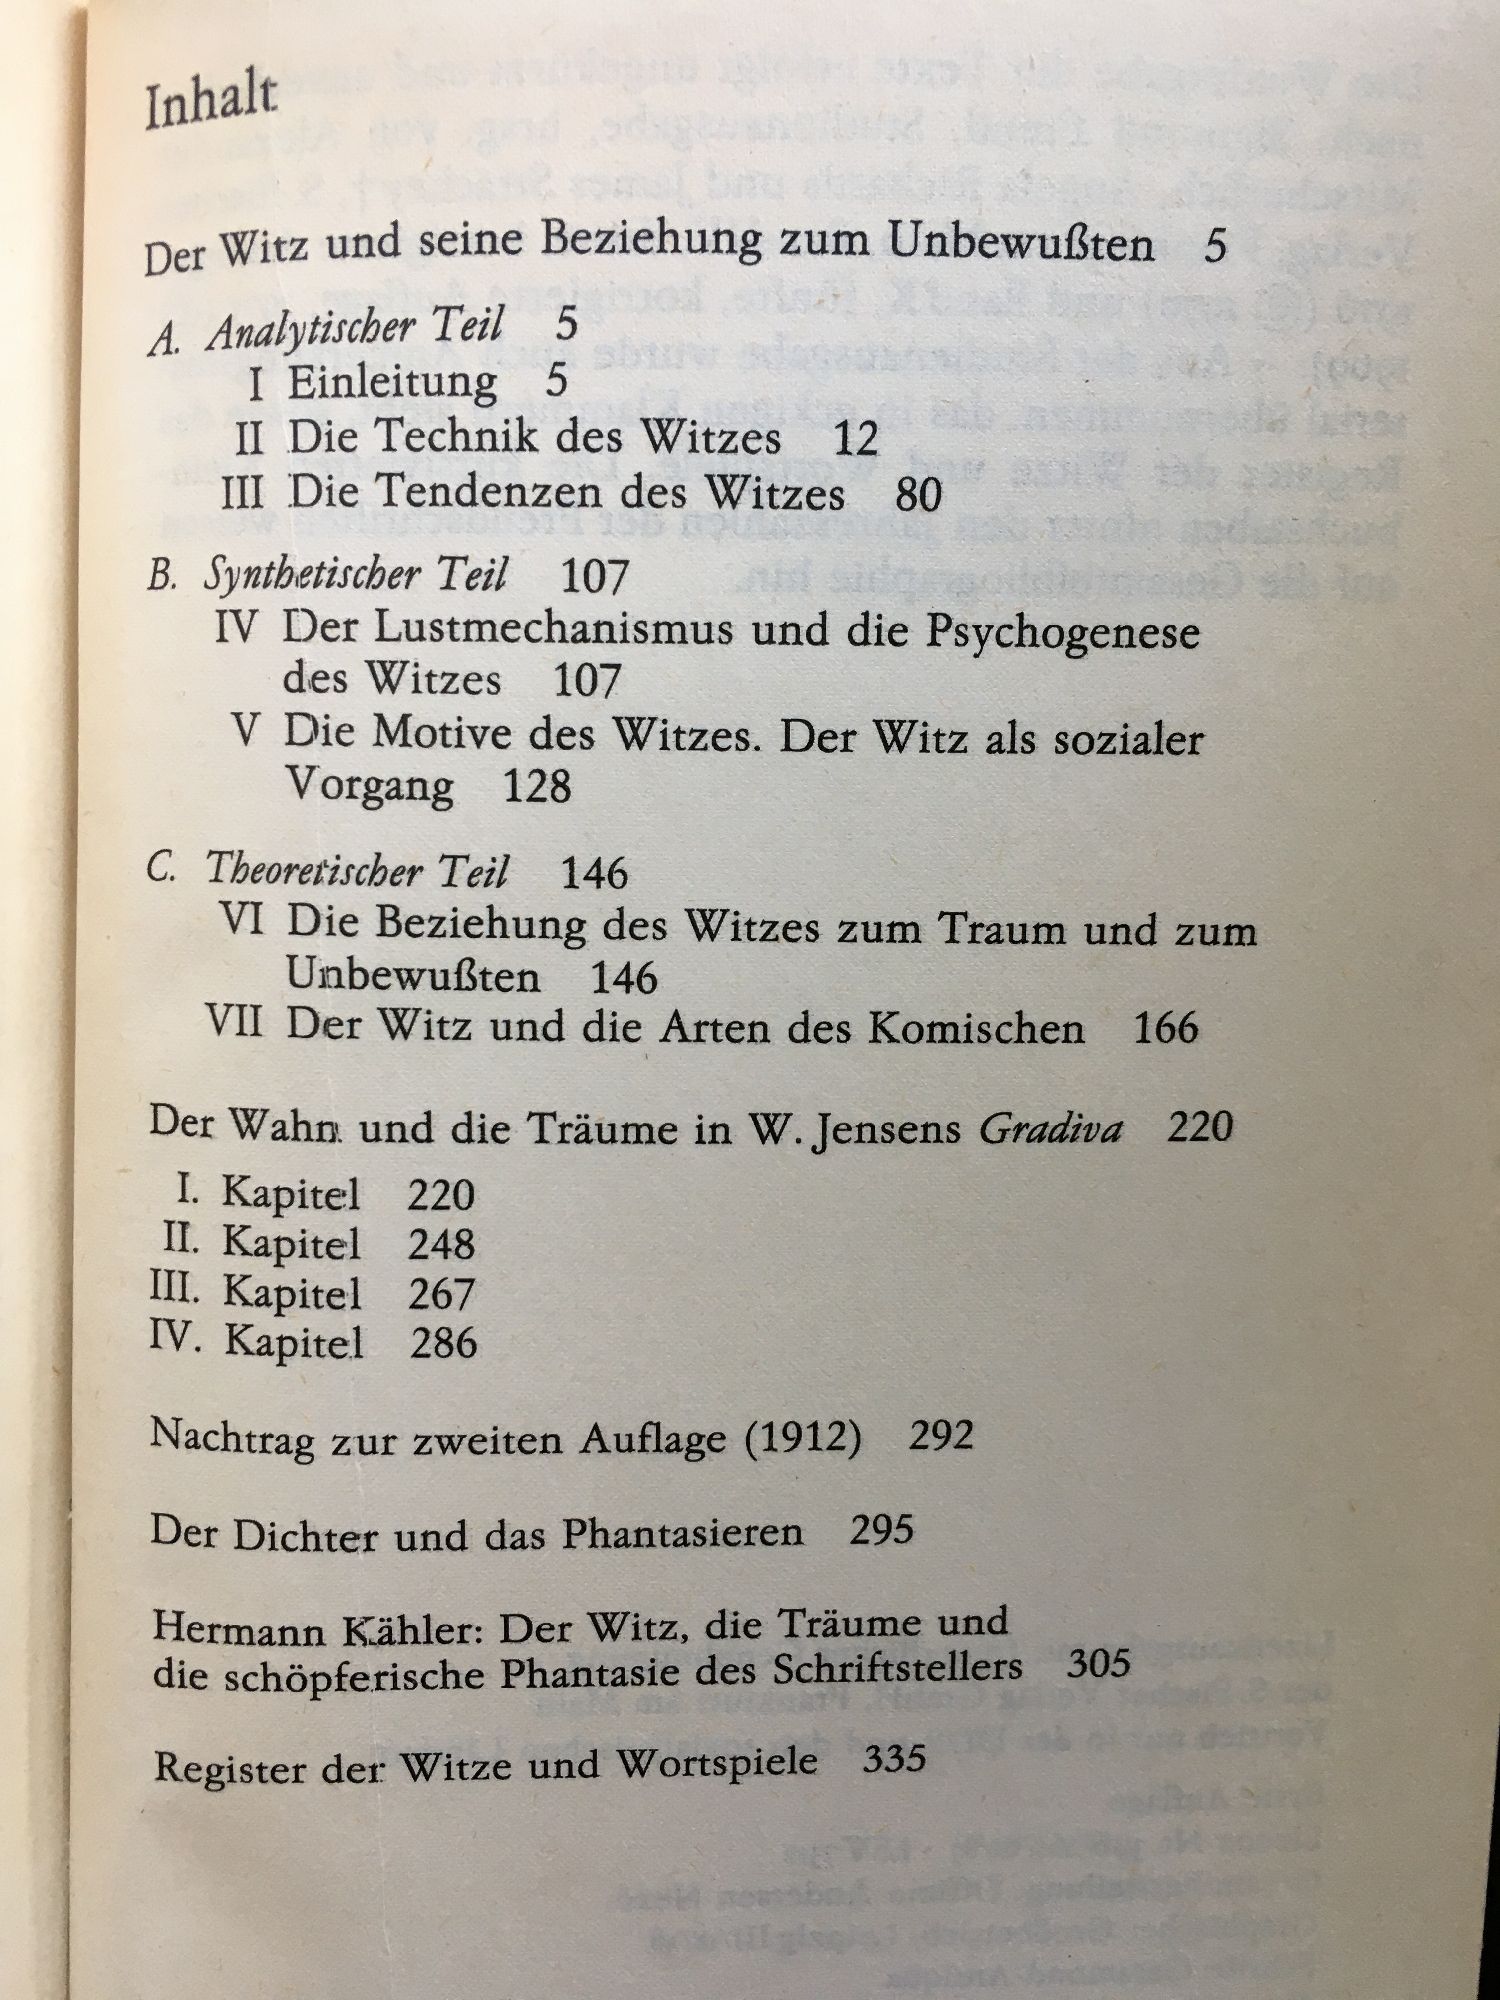 Inhalt
Der Witz und seine Beziehung zum Unbewußten 5
A. Analytischer Teil 5
I Einleitung 5
II Die Technik des Witzes 12
III Die Tendenzen des Witzes 80
B. Synthetischer Teil 107
IV Der Lustmechanismus und die Psychogenese
des Witzes 107
V Die Motive des Witzes. Der Witz als sozialer
Vorgang 128
C. Theoretischer Teil 146
VI Die Beziehung des Witzes zum Traum und zum
Unbewußten 146
VII Der Witz und die Arten des Komischen 166
Der Wahn und die Träume in W. Jensens Gradiva 220
I. Kapitel 220
II. Kapitel 248
III. Kapitel 267
IV. Kapitel 286
Nachtrag zur zweiten Auflage (1912) 292
Der Dichter und das Phantasieren 295
Hermann Kähler: Der Witz, die Träume und
die schöpferische Phantasie des Schriftstellers 305
Register der Witze und Wortspiele 335